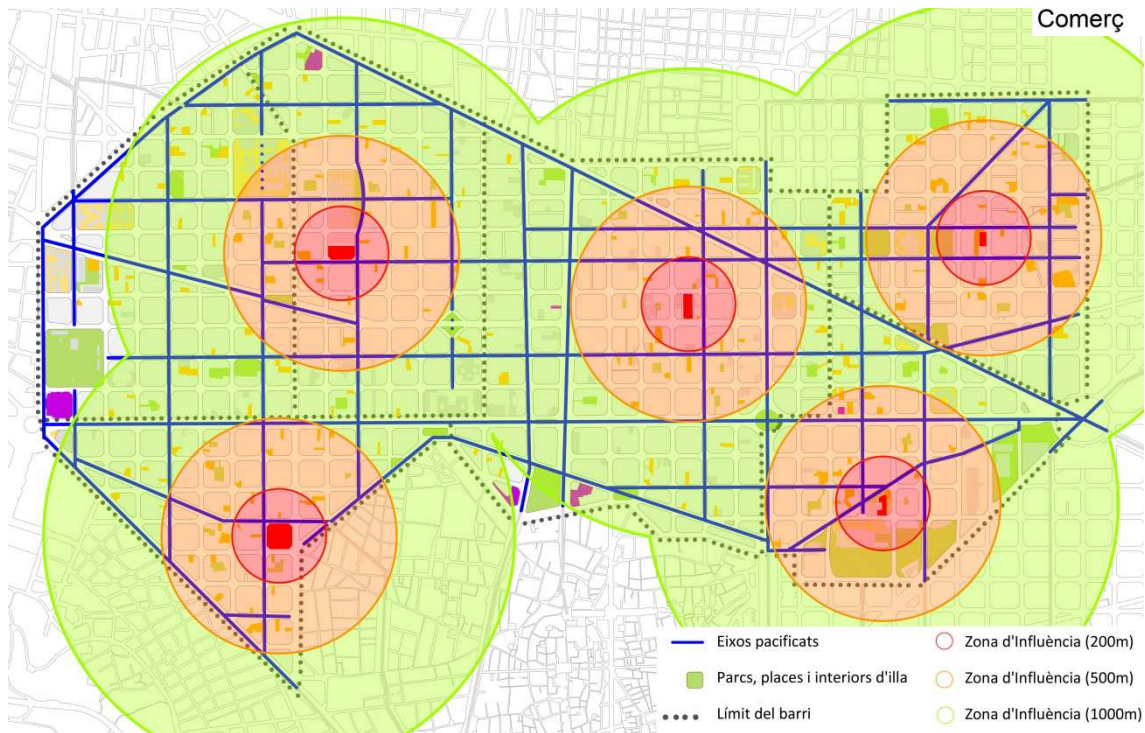 Comerç
Eixos pacificats
Zona d'Influència (200m)
Parcs, places i interiors d'illa
Zona d'Influència (500m)
Límit del barri
Zona d'Influència (1000m)